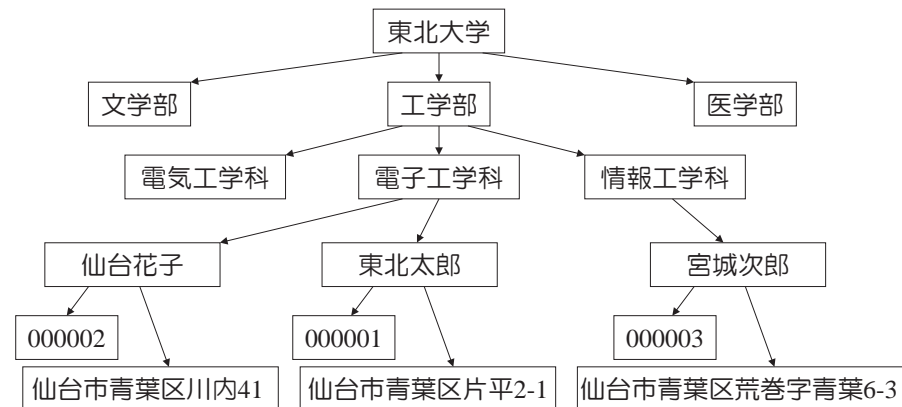 東北大学
文学部
工学部
医学部
電気工学科
電子工学科
情報工学科
仙台花子
東北太郎
宮城次郎
000002
000001
000003
仙台市青葉区川内41
仙台市青葉区片平2-1
仙台市青葉区荒巻字青葉6-3